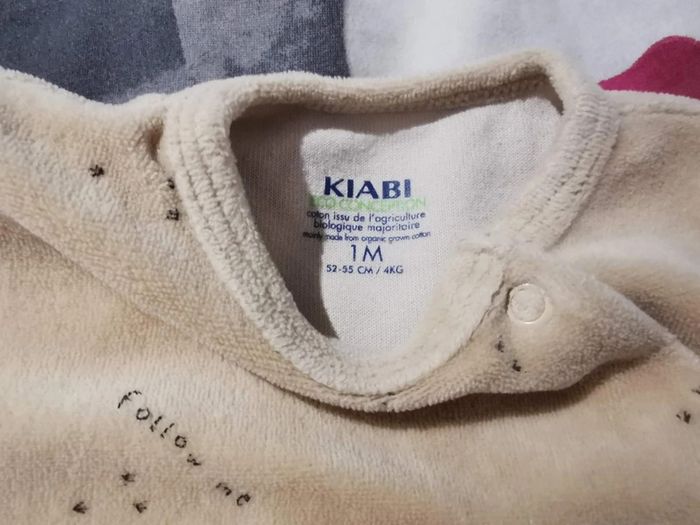 KIABI
ECO CONCEPTION
coton issu de l'agriculture
biologique majoritaire
mainly made from organic grown cotton
1M
52-55 CM / 4KG
follow me